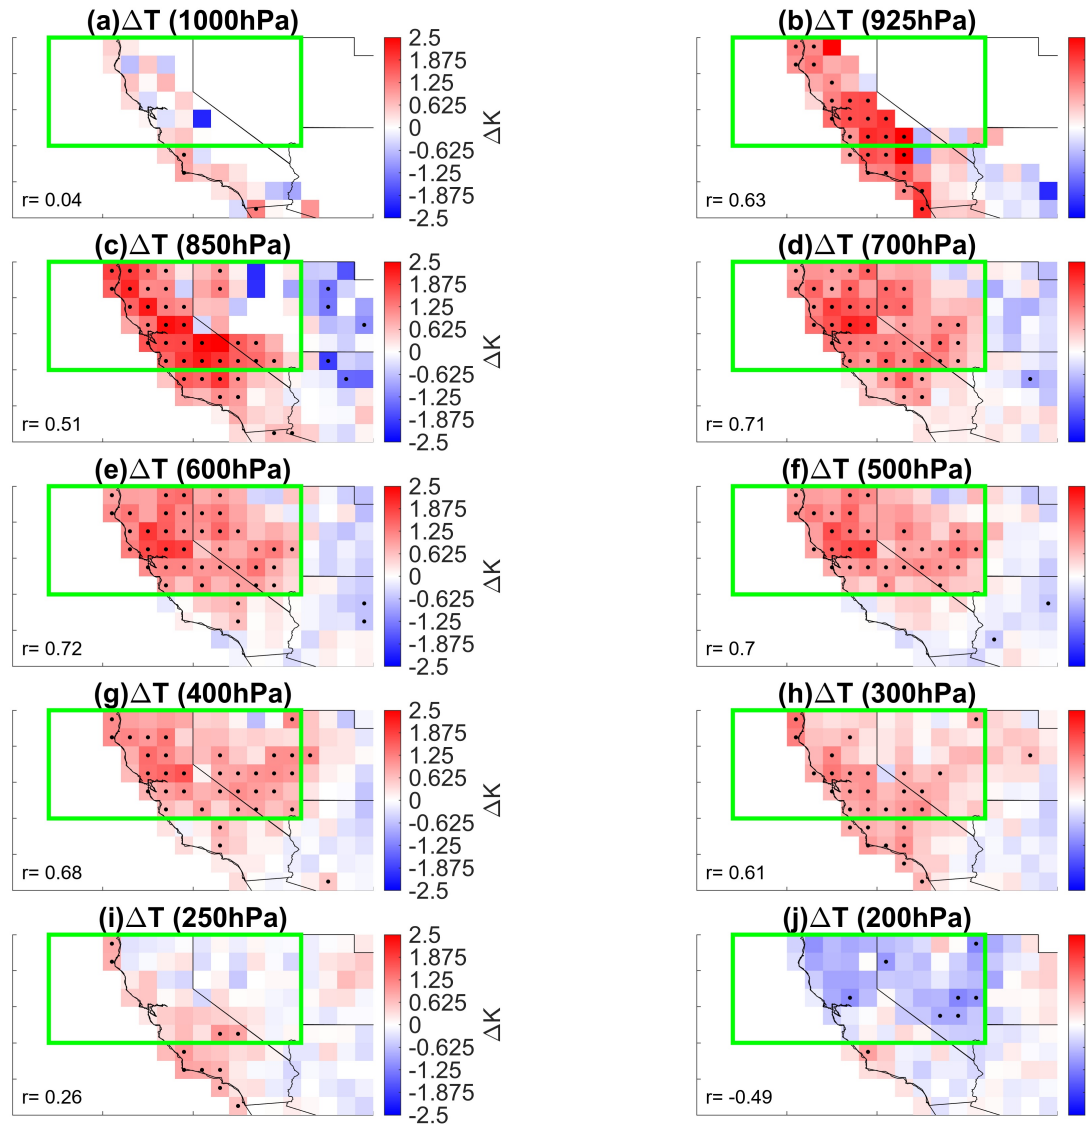 (a)ΔT (1000hPa)
2.5
1.875
1.25
0.625
0
-0.625
-1.25
-1.875
-2.5
ΔK
r= 0.04
(b)ΔT (925hPa)
r= 0.63
(c)ΔT (850hPa)
2.5
1.875
1.25
0.625
0
-0.625
-1.25
-1.875
-2.5
ΔK
r= 0.51
(d)ΔT (700hPa)
r= 0.71
(e)ΔT (600hPa)
2.5
1.875
1.25
0.625
0
-0.625
-1.25
-1.875
-2.5
ΔK
r= 0.72
(f)ΔT (500hPa)
r= 0.7
(g)ΔT (400hPa)
2.5
1.875
1.25
0.625
0
-0.625
-1.25
-1.875
-2.5
ΔK
r= 0.68
(h)ΔT (300hPa)
r= 0.61
(i)ΔT (250hPa)
2.5
1.875
1.25
0.625
0
-0.625
-1.25
-1.875
-2.5
ΔK
r= 0.26
(j)ΔT (200hPa)
r= -0.49